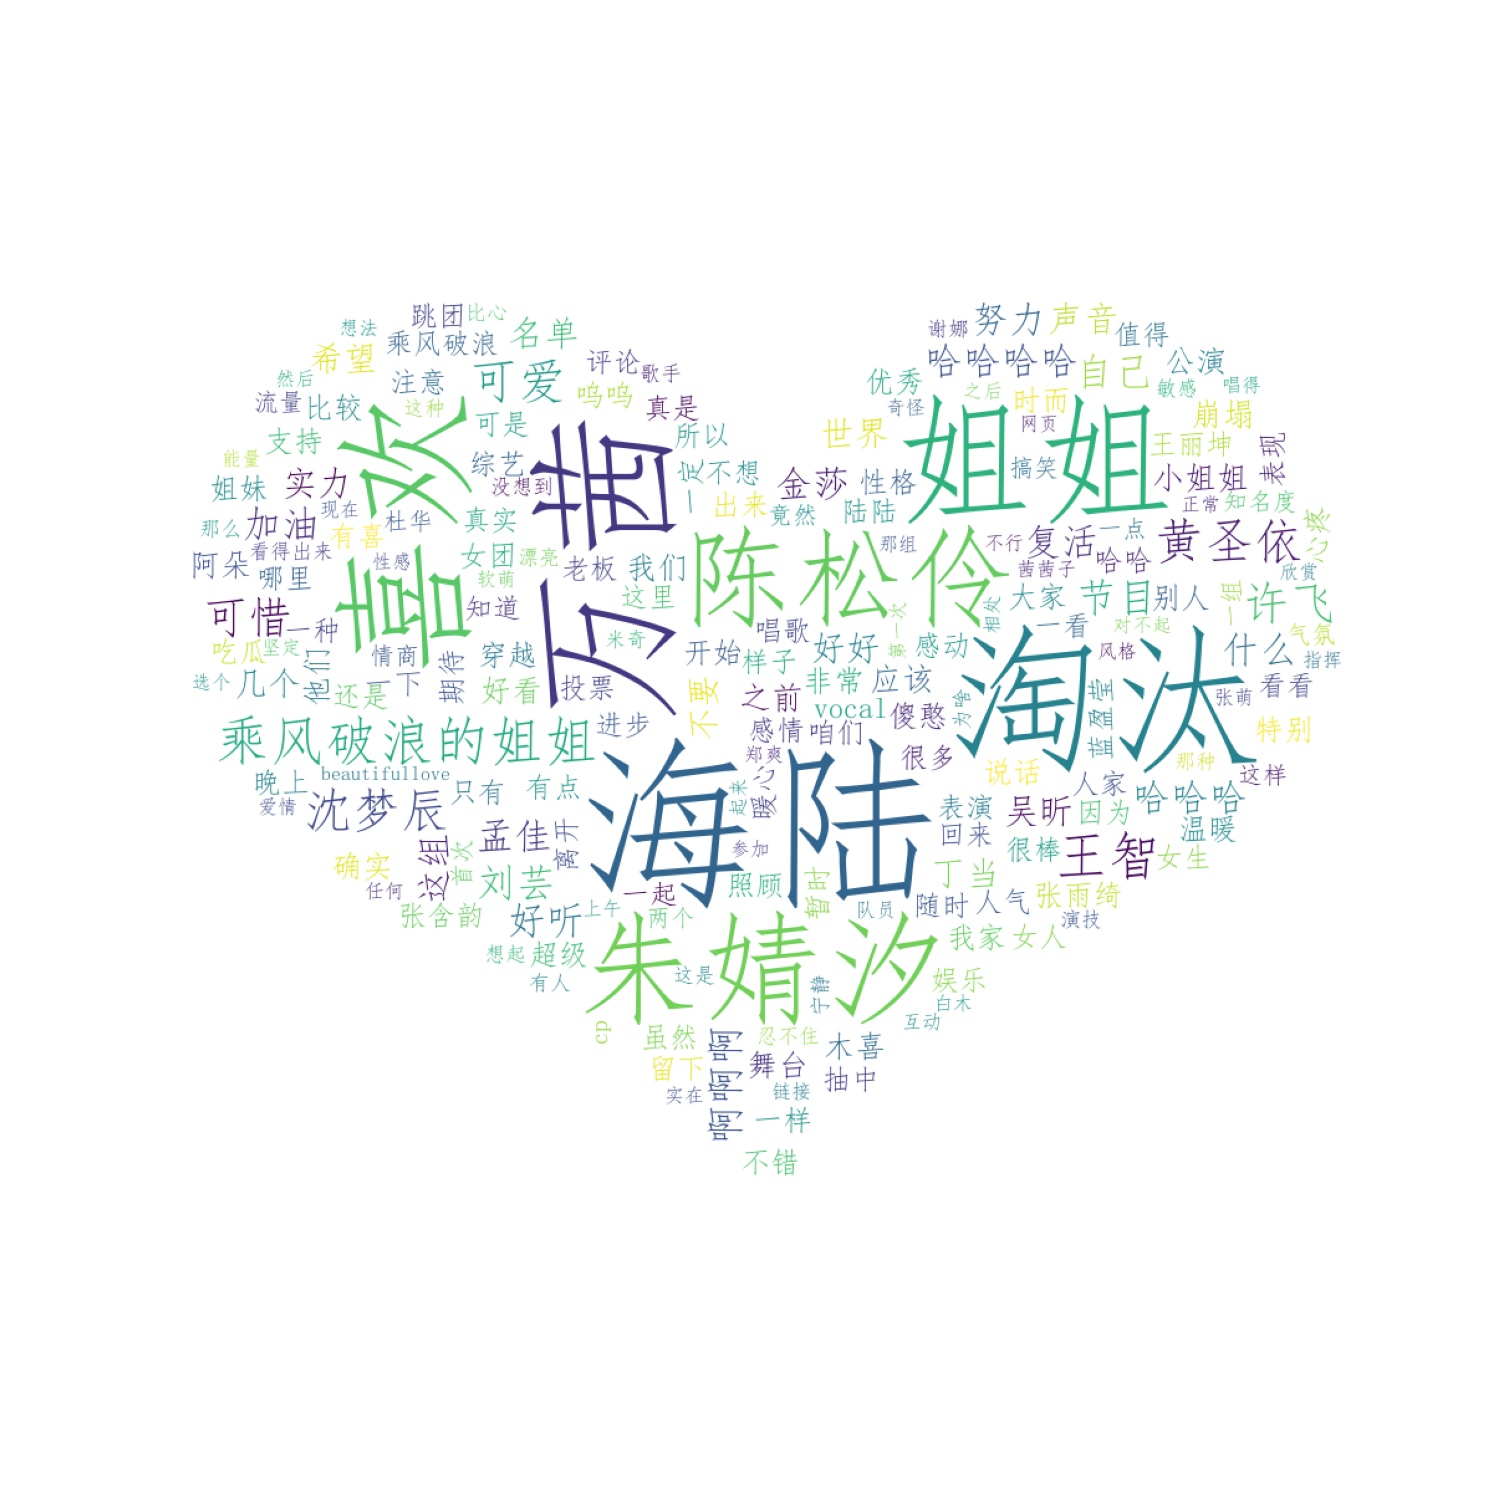 跳团
比心
想法
乘风破浪
名单
希望
评论
歌手
谢娜
努力
声音
值得
哈哈哈哈
公演
自己
然后
注意
可爱
优秀
之后
敏感
唱得
流量
比较
这种
呜呜
真是
奇怪
时而
网页
崩塌
支持
欢
可是
所以
世界
姐姐
王丽坤
表现
能量
综艺
万茜
一定
不想
金莎
性格
搞笑
小姐姐
姐妹
实力
没想到
出来
竟然
陆陆
正常
知名度
现在
杜华
真实
那么
加油
有喜
陈松伶
那组
不行
复活
一点
黄圣依
心疼
看得出来
性感
女团
漂亮
老板
我们
茜茜子
哈哈
欣赏
阿朵
哪里
喜
软萌
这里
第一次
相处
大家
节目
别人
一组
许飞
可惜
一种
知道
米奇
唱歌
好好
感动
一看
对不起
气氛
吃瓜
坚定
他们
情商
期待
穿越
开始
样子
淘汰
风格
什么
指挥
选个
几个
还是
一下
好看
投票
不要
之前
非常
应该
为啥
蓝盈莹
张萌
看看
乘风破浪的姐姐
进步
感情
咱们
vocal
傻憨
很多
特别
晚上
beautifullove
只有
有点
海陆
郑爽
暖心
起来
说话
人家
那种
这样
爱情
沈梦辰
孟佳
离开
表演
吴昕
因为
哈哈哈
温暖
确实
这组
首次
参加
回来
很棒
王智
女生
任何
刘芸
一起
照顾
暂时
丁当
张雨绮
张含韵
好听
上午
两个
队员
随时
人气
演技
想起
超级
朱婧汐
我家
女人
有人
这是
宁静
娱乐
白木
互动
cp
虽然
啊啊啊
忍不住
木喜
留下
舞台
抽中
实在
链接
一样
不错